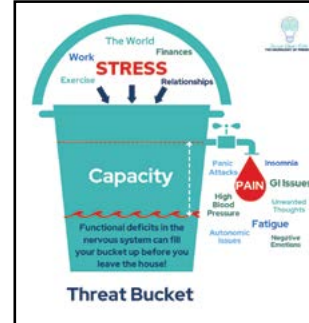 The World
Work
Finances
STRESS
Exercise
Relationships
Capacity
Panic
Attacks
Insomnia
PAIN
GI Issues
High
Blood
Pressure
Unwanted
Thoughts
Fatigue
Autonomic
Issues
Negative
Emotions
Functional deficits in the
nervous system can fill
your bucket up before you
leave the house!
Threat Bucket